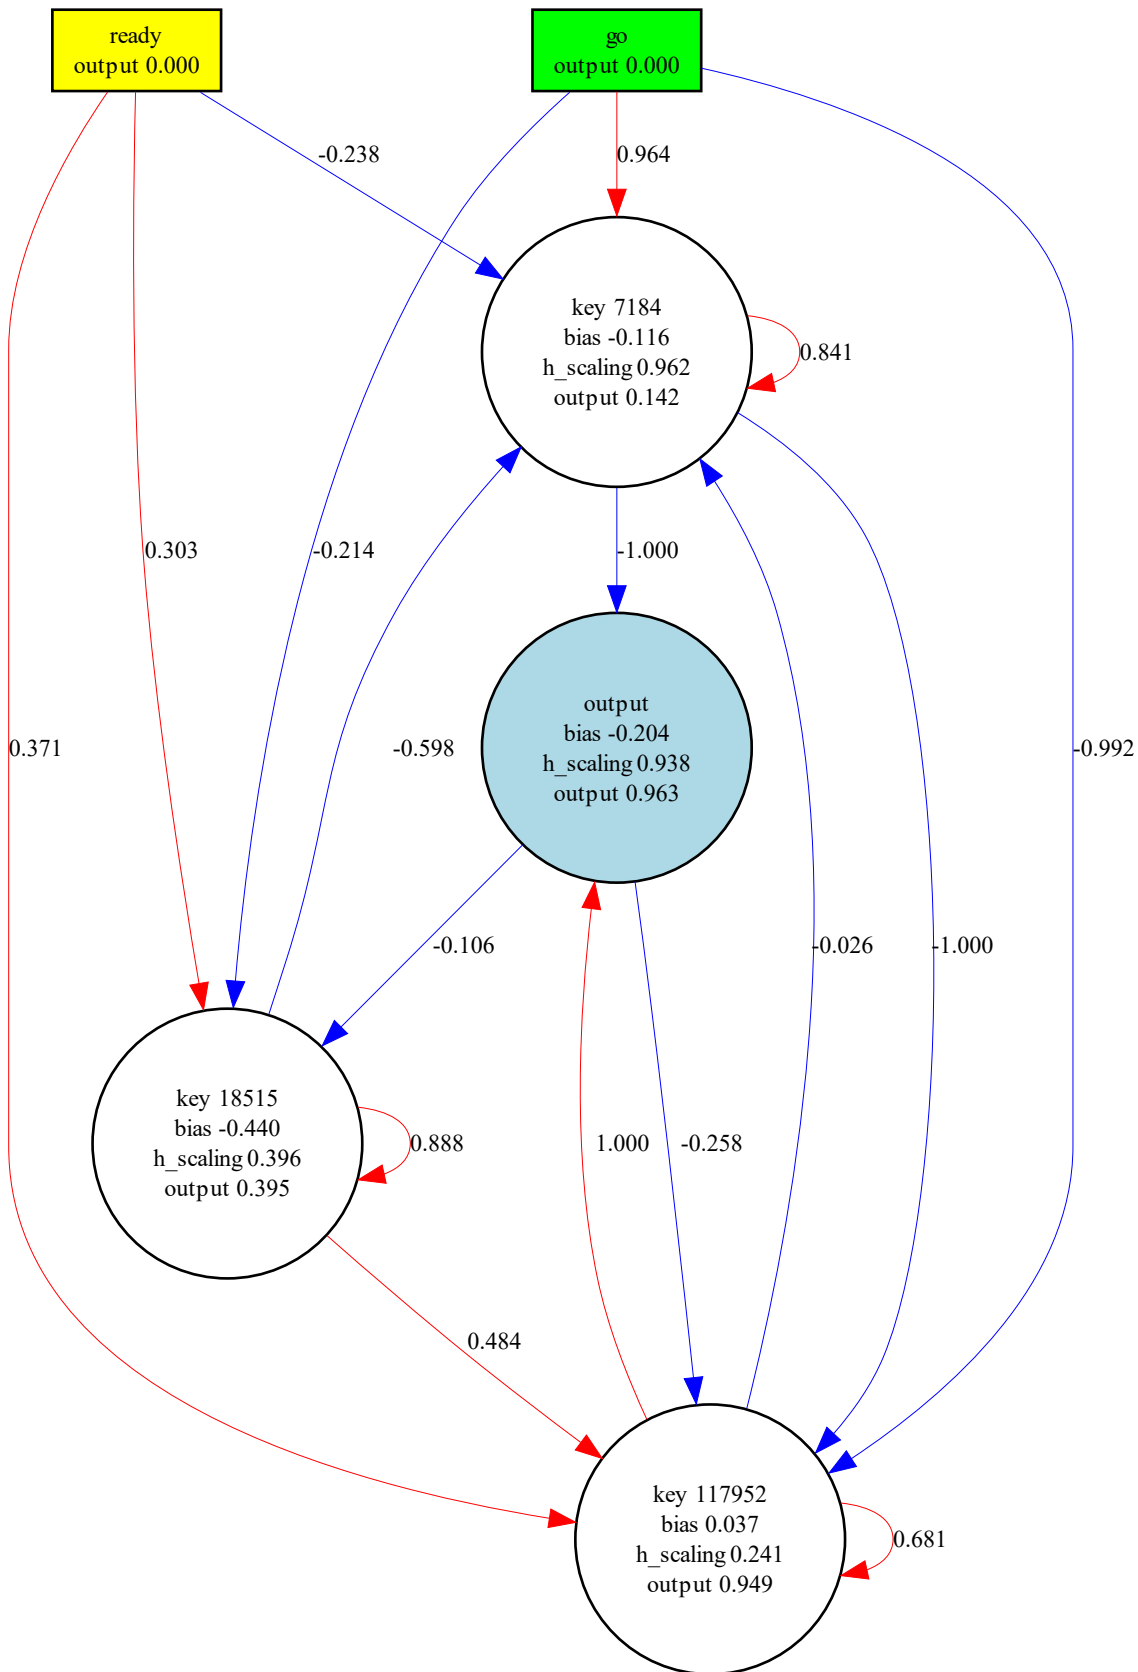 ready
output 0.000
go
output 0.000
-0.238
0.964
key 7184
bias -0.116
h_scaling 0.962
output 0.142
0.841
0.303
-0.214
-1.000
output
bias -0.204
h_scaling 0.938
output 0.963
0.371
-0.598
-0.992
-0.106
-0.026
-1.000
key 18515
bias -0.440
h_scaling 0.396
output 0.395
0.888
1.000
-0.258
0.484
key 117952
bias 0.037
h_scaling 0.241
output 0.949
0.681